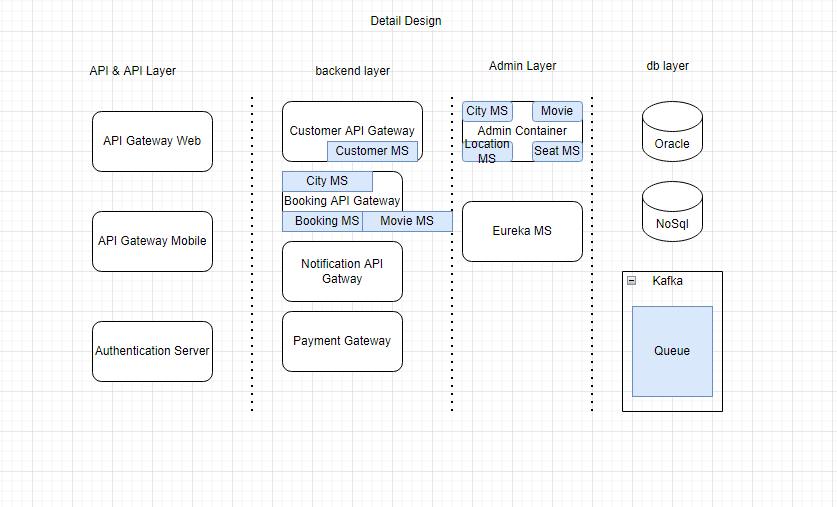 Detail Design
API & API Layer
backend layer
Admin Layer
db layer
API Gateway Web
API Gateway Mobile
Authentication Server
Customer API Gateway
Customer MS
City MS
Booking API Gateway
Booking MS
Movie MS
Notification API
Gatway
Payment Gateway
City MS
Movie
Admin Container
Location
MS
Seat MS
Eureka MS
Oracle
NoSql
Kafka
Queue